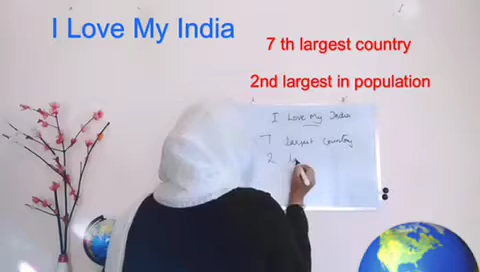 I Love My India
7 th largest country
2nd largest in population
I Love My India
7 largest country
2